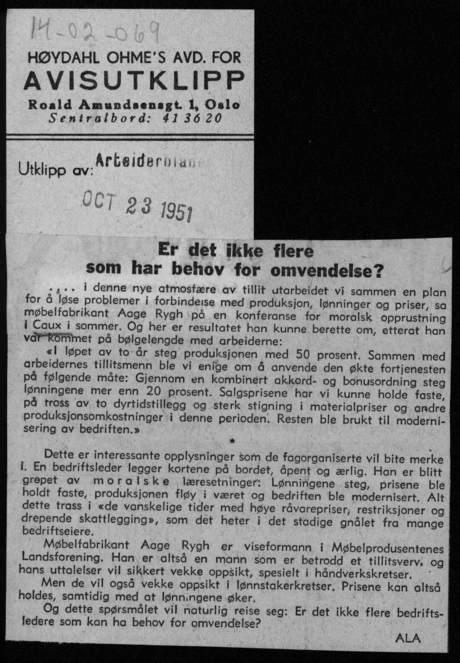 14-02-069
HØYDAHL OHME'S AVD. FOR
AVISUTKLIPP
Roald Amundsensgt. 1, Oslo
Sentralbord: 413620
Utklipp av: Arbeiderblad
OCT 23 1951
Er det ikke flere
som har behov for omvendelse?
.... i denne nye atmosfære av tillit utarbeidet vi sammen en plan
for å løse problemer i forbindelse med produksjon, lønninger og priser, sa
møbelfabrikant Aage Rygh på en konferanse for moralsk opprustning
i Caux i sommer. Og her er resultatet han kunne berette om, etterat han
var kommet på bølgelengde med arbeiderne:
«I løpet av to år steg produksjonen med 50 prosent. Sammen med
arbeidernes tillitsmenn ble vi enige om å anvende den økte fortjenesten
på følgende måte: Gjennom en kombinert akkord- og bonusordning steg
lønningene mer enn 20 prosent. Salgsprisene har vi kunne holde faste,
på tross av to dyrtidstillegg og sterk stigning i materialpriser og andre
produksjonsomkostninger i denne perioden. Resten ble brukt til moderni-
sering av bedriften.»
*
Dette er interessante opplysninger som de fagorganiserte vil bite merke
i. En bedriftsleder legger kortene på bordet, åpent og ærlig. Han er blitt
grepet av moralske læresetninger: Lønningene steg, prisene ble
holdt faste, produksjonen fløy i været og bedriften ble modernisert. Alt
dette trass i «de vanskelige tider med høye råvarepriser, restriksjoner og
drepende skattlegging», som det heter i det stadige gnålet fra mange
bedriftseiere.
Møbelfabrikant Aage Rygh er viseformann i Møbelprodusentenes
Landsforening. Han er altså en mann som er betrodd et tillitsverv, og
hans uttalelser vil sikkert vekke oppsikt, spesielt i håndverkskretser.
Men de vil også vekke oppsikt i lønnstakerkretser. Prisene kan altså
holdes, samtidig med at lønningene øker.
Og dette spørsmålet vil naturlig reise seg: Er det ikke flere bedrifts-
ledere som kan ha behov for omvendelse?
ALA